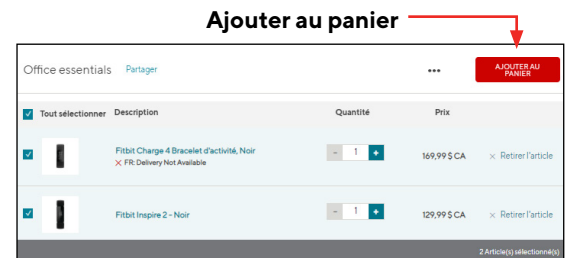 Ajouter au panier
Office essentials Partager ••• AJOUTER AU
PANIER
Tout sélectionner Description Quantité Prix
Fitbit Charge 4 Bracelet d'activité, Noir
× FR: Delivery Not Available
- 1 + 169,99 $ CA × Retirer l'article
Fitbit Inspire 2 - Noir - 1 + 129,99 $ CA × Retirer l'article
2 Article(s) sélectionné(s)